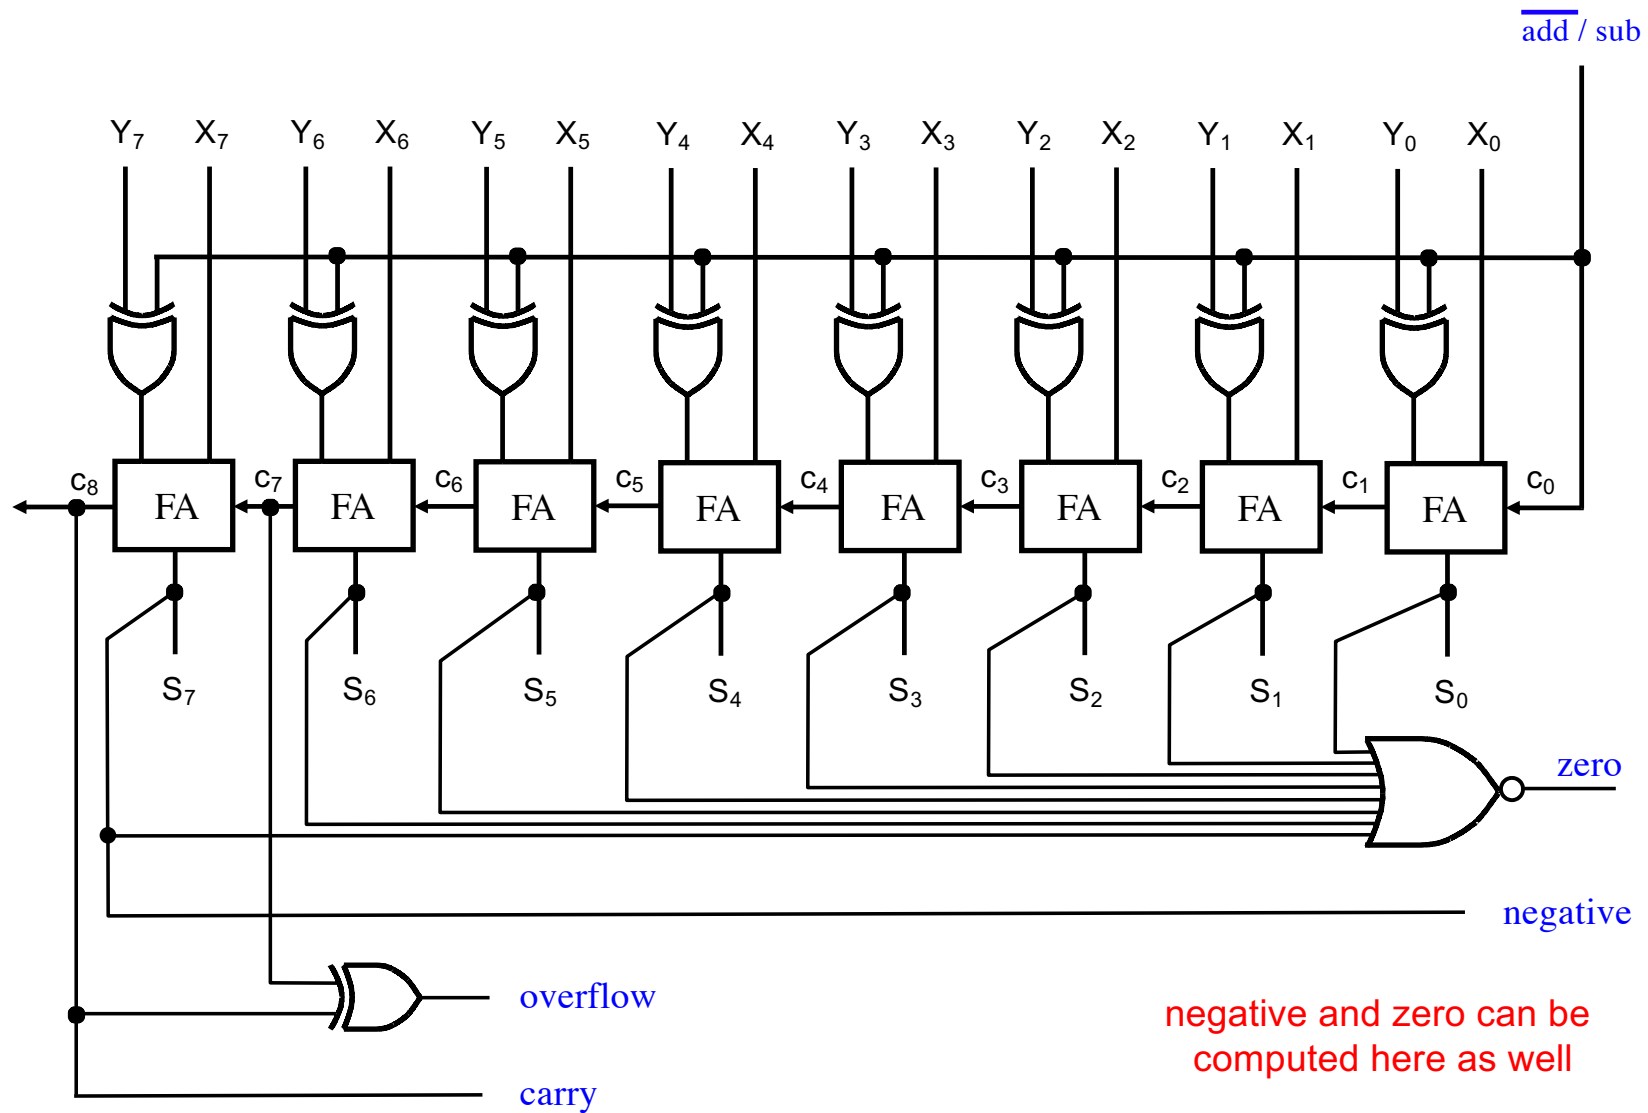 add / sub
Y7 X7 Y6 X6 Y5 X5 Y4 X4 Y3 X3 Y2 X2 Y1 X1 Y0 X0
c8 FA c7 FA c6 FA c5 FA c4 FA c3 FA c2 FA c1 FA c0
S7 S6 S5 S4 S3 S2 S1 S0
zero
negative
overflow
negative and zero can be
computed here as well
carry